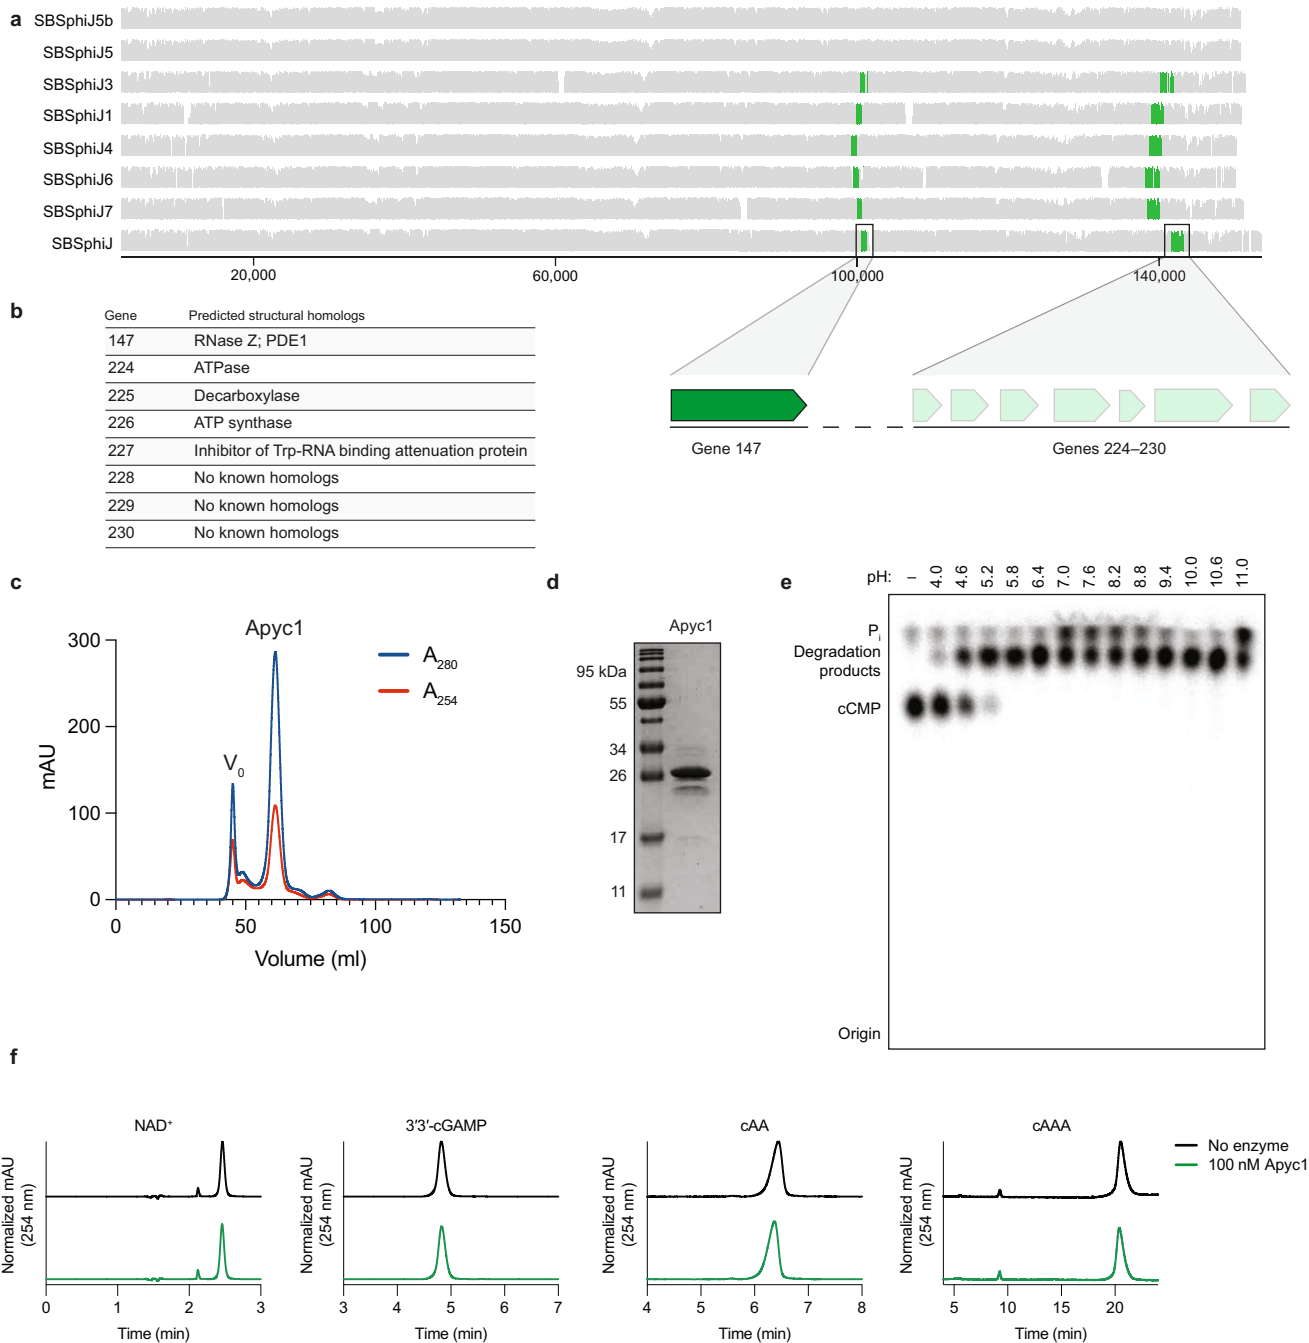 a
SBSphiJ5b
SBSphiJ5
SBSphiJ3
SBSphiJ1
SBSphiJ4
SBSphiJ6
SBSphiJ7
SBSphiJ
20,000 60,000 100,000 140,000
Gene 147 Genes 224–230
b
Gene Predicted structural homologs
147 RNase Z; PDE1
224 ATPase
225 Decarboxylase
226 ATP synthase
227 Inhibitor of Trp-RNA binding attenuation protein
228 No known homologs
229 No known homologs
230 No known homologs
c
Apyc1
V0
A280
A254
300
200
100
0
mAU
0 50 100 150
Volume (ml)
d
Apyc1
95 kDa
55
34
26
17
11
e
pH: – 4.0 4.6 5.2 5.8 6.4 7.0 7.6 8.2 8.8 9.4 10.0 10.6 11.0
Pi
Degradation
products
cCMP
Origin
f
NAD+
Normalized mAU
(254 nm)
0 1 2 3
Time (min)
3′3′-cGAMP
Normalized mAU
(254 nm)
3 4 5 6 7
Time (min)
cAA
Normalized mAU
(254 nm)
4 5 6 7 8
Time (min)
cAAA
Normalized mAU
(254 nm)
5 10 15 20
Time (min)
No enzyme
100 nM Apyc1